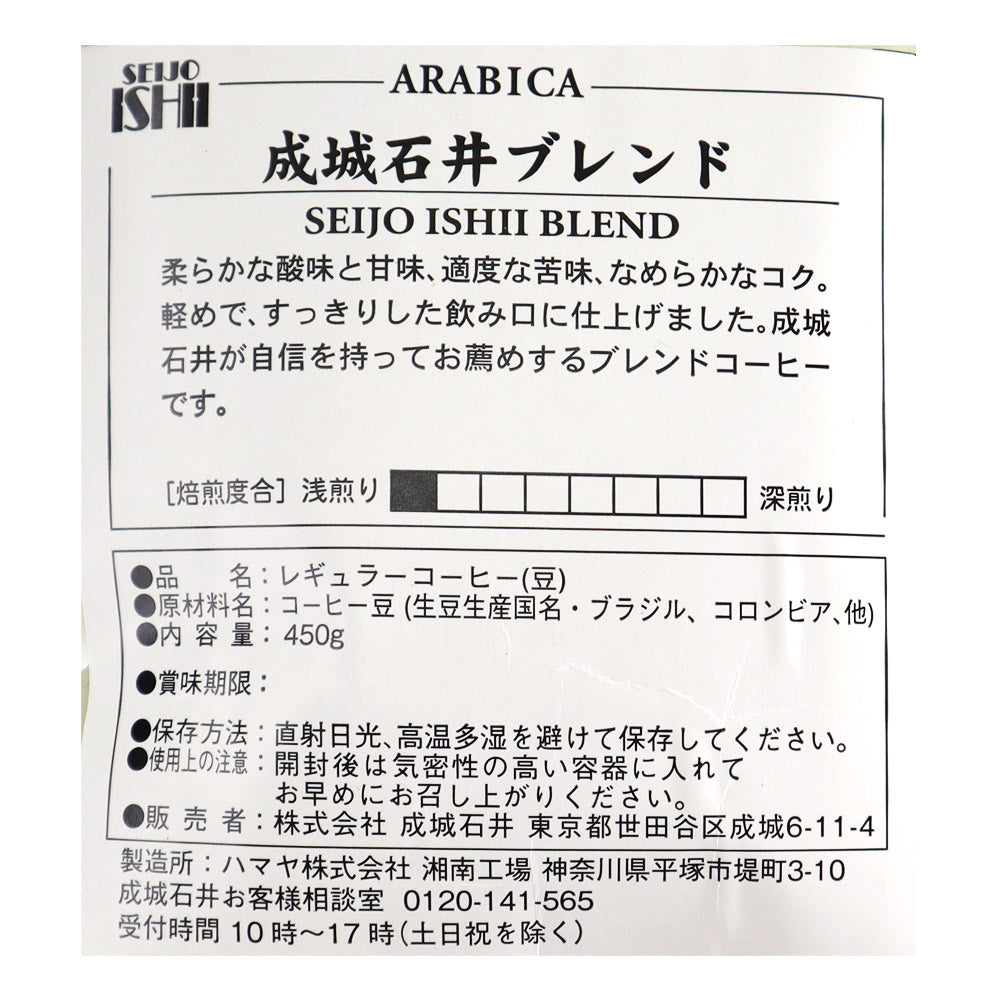 SEIJO
ISHII
ARABICA
成城石井ブレンド
SEIJO ISHII BLEND
柔らかな酸味と甘味、適度な苦味、なめらかなコク。
軽めで、すっきりした飲み口に仕上げました。成城
石井が自信を持ってお薦めするブレンドコーヒー
です。
[焙煎度合] 浅煎り 深煎り
●品 名：レギュラーコーヒー(豆)
●原材料名：コーヒー豆 (生豆生産国名・ブラジル、コロンビア、他)
●内 容 量：450g
●賞味期限：
●保存方法：直射日光、高温多湿を避けて保存してください。
●使用上の注意：開封後は気密性の高い容器に入れて
お早めにお召し上がりください。
●販 売 者：株式会社 成城石井 東京都世田谷区成城6-11-4
製造所：ハマヤ株式会社 湘南工場 神奈川県平塚市堤町3-10
成城石井お客様相談室 0120-141-565
受付時間 10時～17時(土日祝を除く)